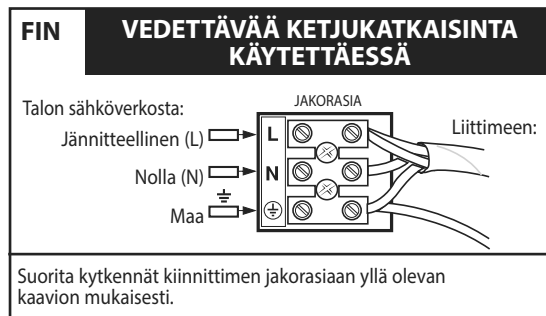 FIN
VEDETTÄVÄÄ KETJUKATKAISINTA
KÄYTETTÄESSÄ
JAKORASIA
Talon sähköverkosta:
Liittimeen:
Jännitteellinen (L)
L
Nolla (N)
N
Maa
Suorita kytkennät kiinnittimen jakorasiaan yllä olevan
kaavion mukaisesti.